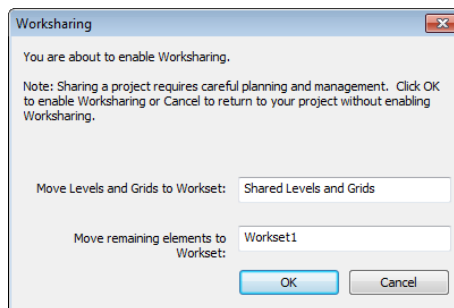 Worksharing
You are about to enable Worksharing.
Note: Sharing a project requires careful planning and management. Click OK
to enable Worksharing or Cancel to return to your project without enabling
Worksharing.
Move Levels and Grids to Workset: Shared Levels and Grids
Move remaining elements to Workset1
Workset:
OK Cancel